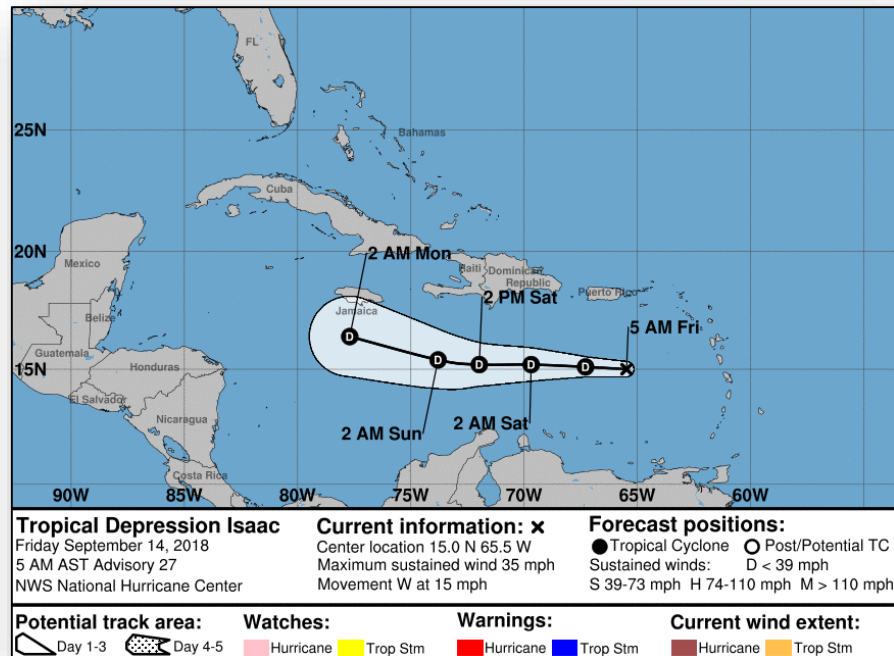 FL
25N
Bahamas
Cuba
20N
2 AM Mon
Mexico
Haiti Dominican
Republic
Puerto Rico
2 PM Sat
Jamaica
5 AM Fri
Belize
Guatemala
15N
Honduras
El Salvador
Nicaragua
2 AM Sun
2 AM Sat
Costa Rica
D D D D D
90W 85W 80W 75W 70W 65W 60W
Tropical Depression Isaac
Friday September 14, 2018
5 AM AST Advisory 27
NWS National Hurricane Center
Current information: x
Center location 15.0 N 65.5 W
Maximum sustained wind 35 mph
Movement W at 15 mph
Forecast positions:
Tropical Cyclone Post/Potential TC
Sustained winds: D < 39 mph
S 39-73 mph H 74-110 mph M > 110 mph
Potential track area:
Day 1-3 Day 4-5
Watches:
Hurricane Trop Stm
Warnings:
Hurricane Trop Stm
Current wind extent:
Hurricane Trop Stm